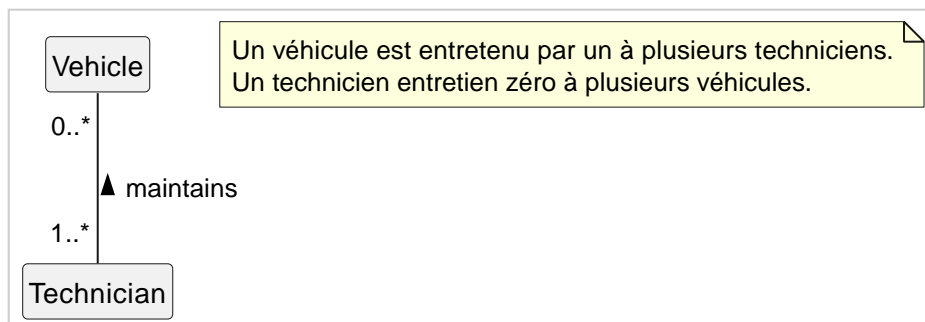 Vehicle
Un véhicule est entretenu par un à plusieurs techniciens.
Un technicien entretien zéro à plusieurs véhicules.
0..*
maintains
1..*
Technician